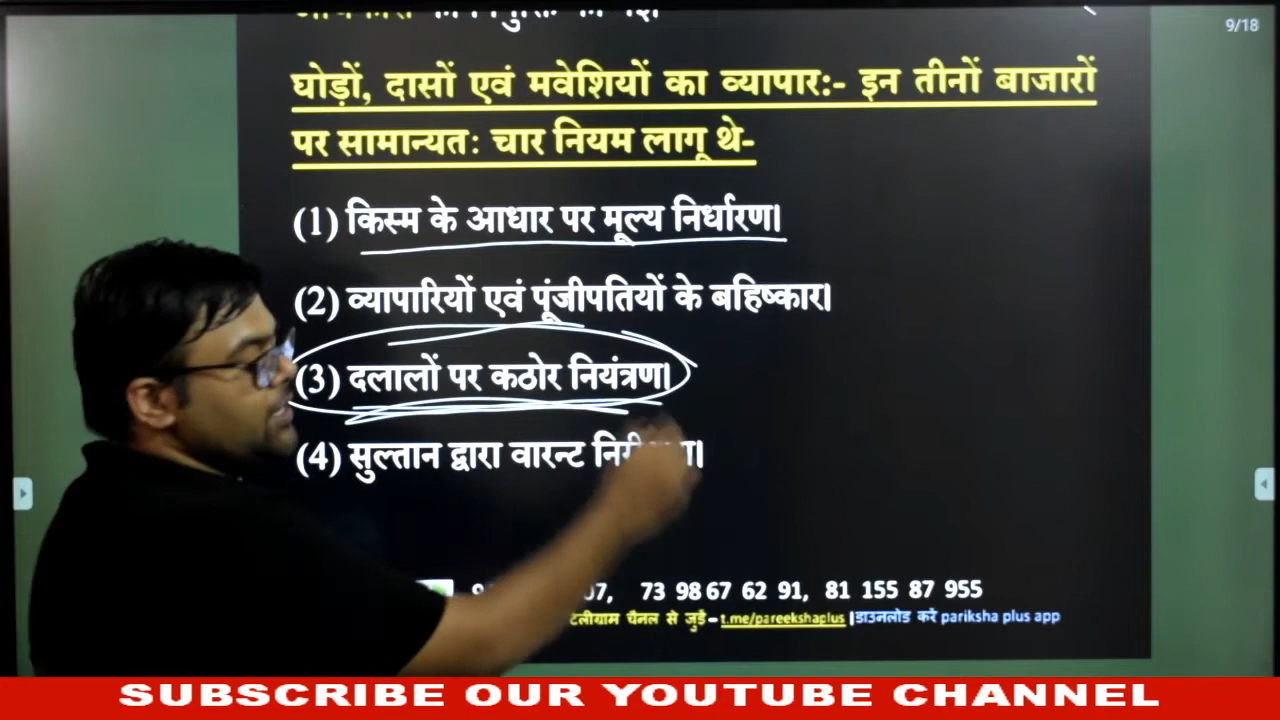 9/18
घोड़ों, दासों एवं मवेशियों का व्यापार:- इन तीनों बाजारों
पर सामान्यतः चार नियम लागू थे-
(1) किस्म के आधार पर मूल्य निर्धारण।
(2) व्यापारियों एवं पूंजीपतियों के बहिष्कार।
(3) दलालों पर कठोर नियंत्रण।
(4) सुल्तान द्वारा वारन्ट
07, 73 98 67 62 91, 81 155 87 955
टेलीग्राम चैनल से जुड़ें– t.me/pareekshaplus |डाउनलोड करें pariksha plus app
SUBSCRIBE OUR YOUTUBE CHANNEL